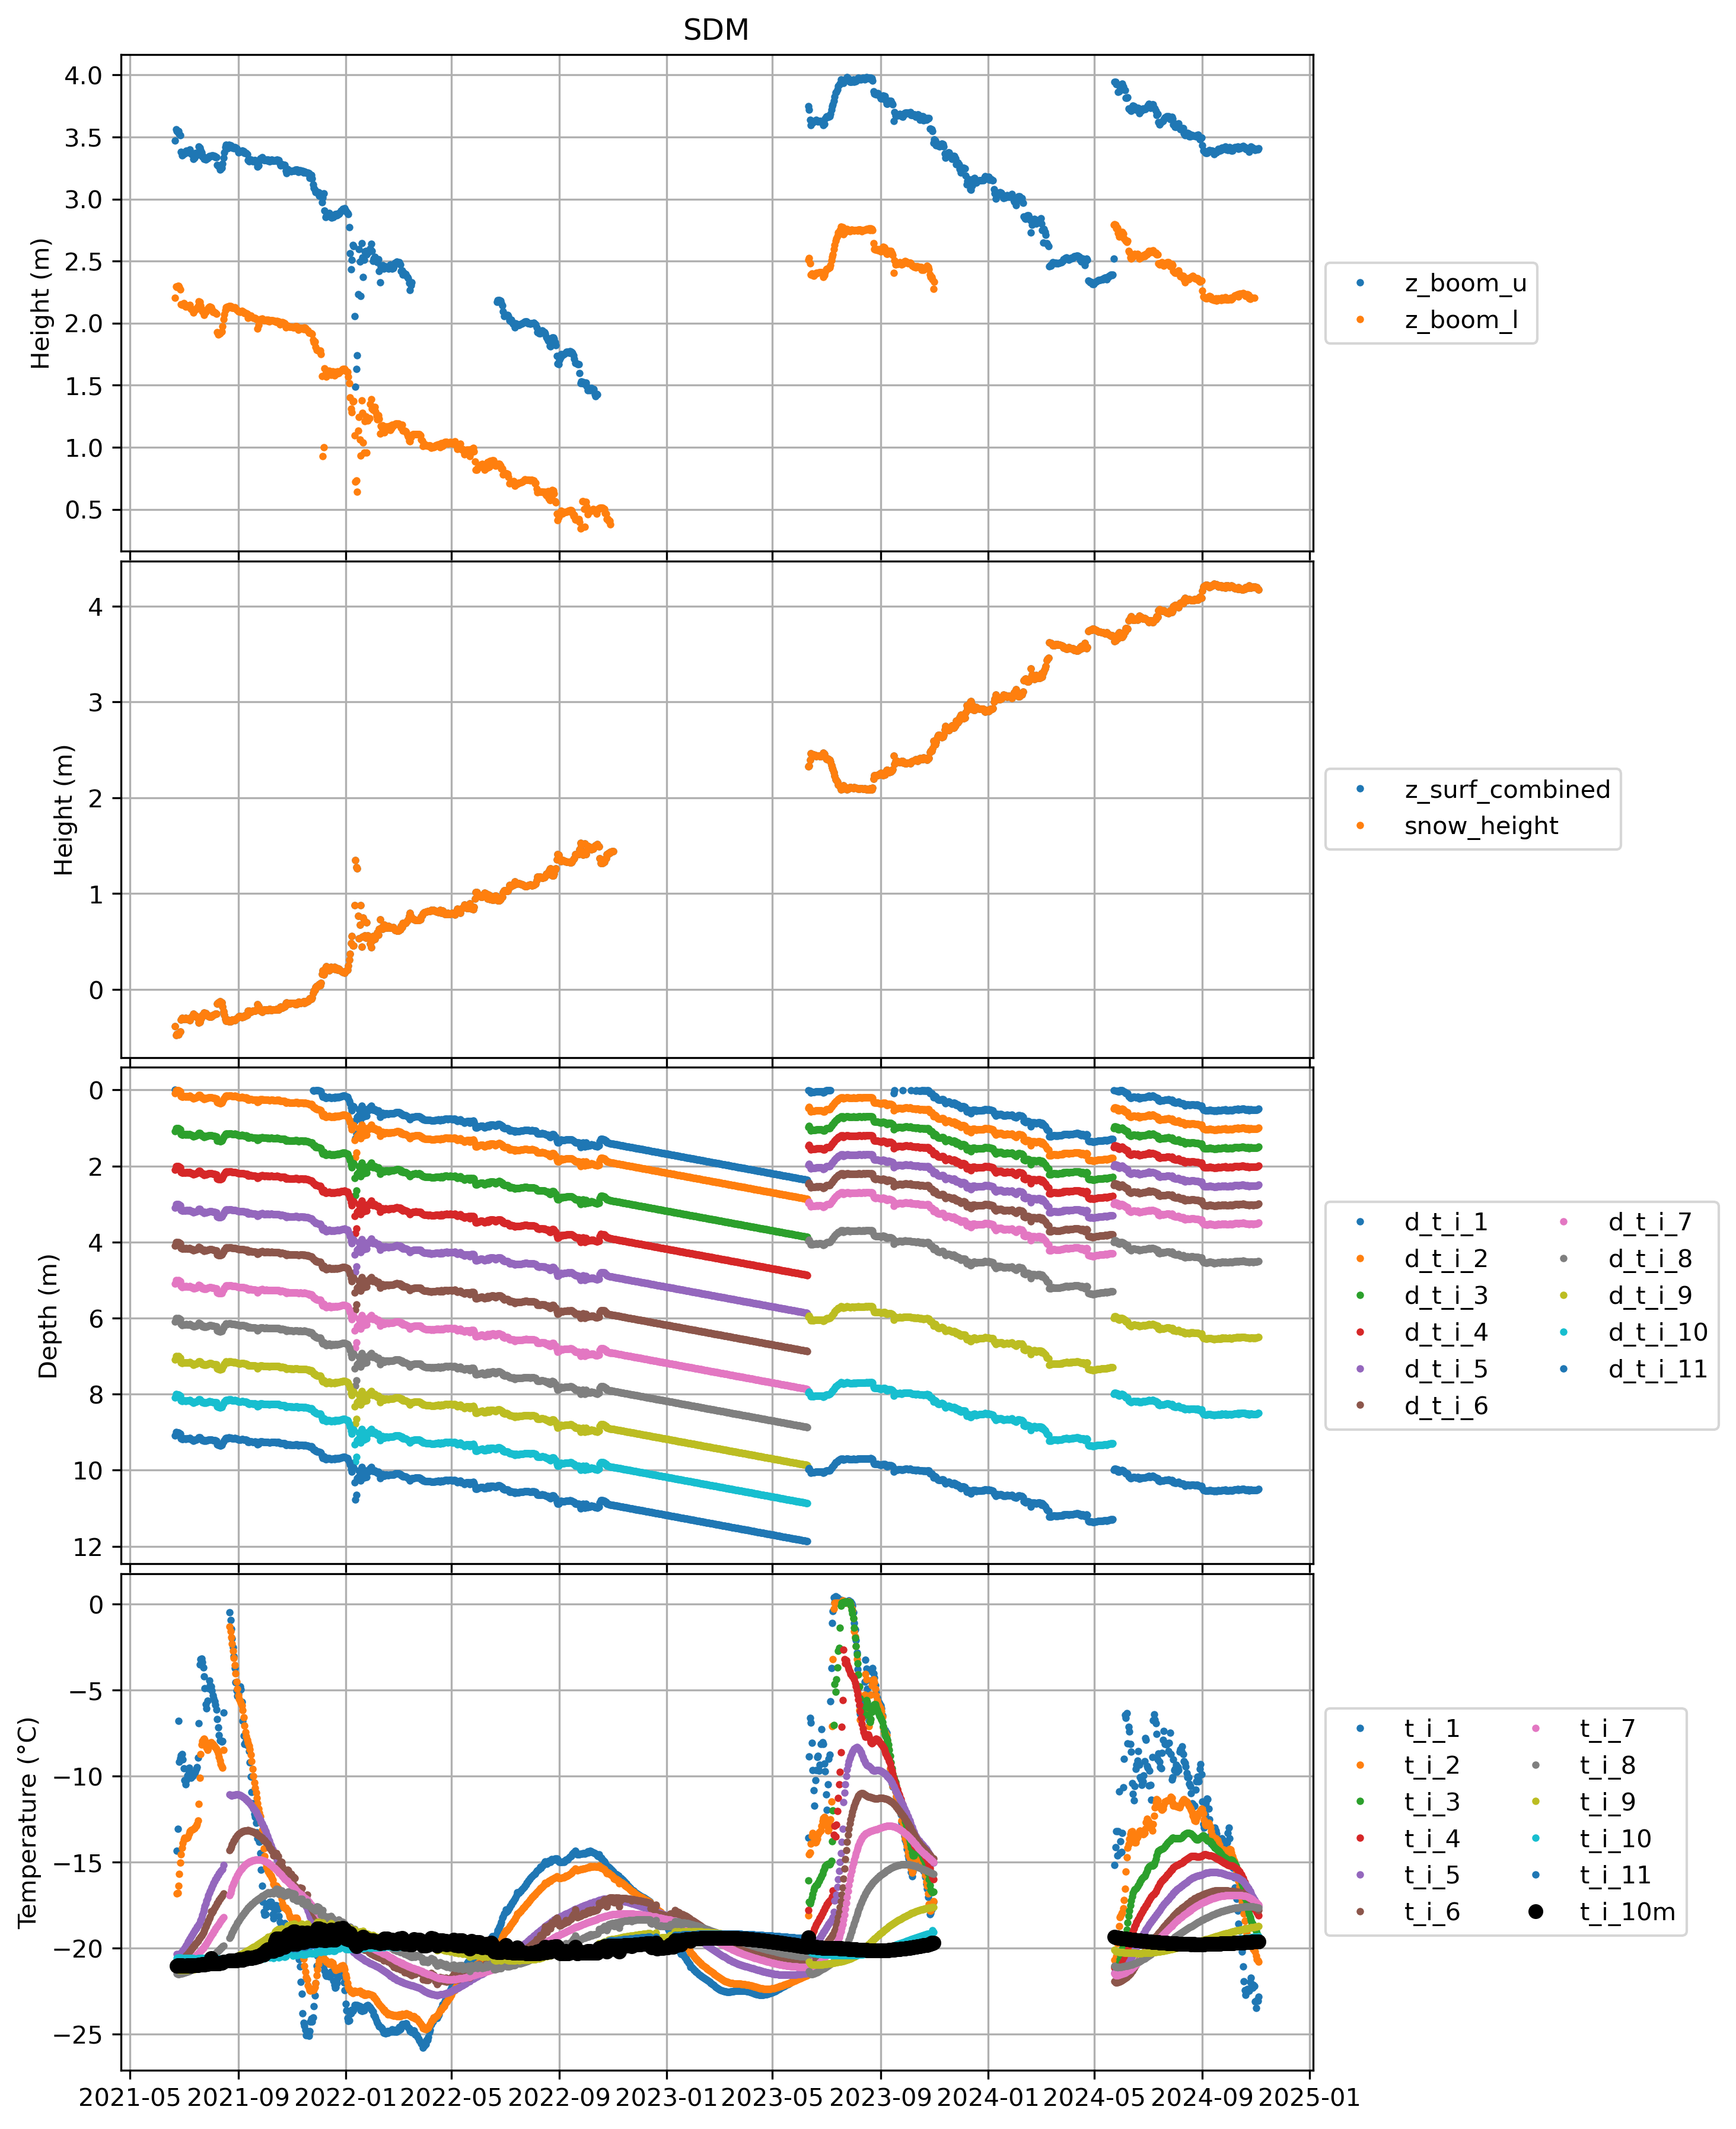 SDM
Height (m)
4.0
3.5
3.0
2.5
2.0
1.5
1.0
0.5
z_boom_u
z_boom_l
Height (m)
4
3
2
1
0
z_surf_combined
snow_height
Depth (m)
0
2
4
6
8
10
12
d_t_i_1 d_t_i_7
d_t_i_2 d_t_i_8
d_t_i_3 d_t_i_9
d_t_i_4 d_t_i_10
d_t_i_5 d_t_i_11
d_t_i_6
Temperature (°C)
0
−5
−10
−15
−20
−25
t_i_1 t_i_7
t_i_2 t_i_8
t_i_3 t_i_9
t_i_4 t_i_10
t_i_5 t_i_11
t_i_6 t_i_10m
2021-05 2021-09 2022-01 2022-05 2022-09 2023-01 2023-05 2023-09 2024-01 2024-05 2024-09 2025-01